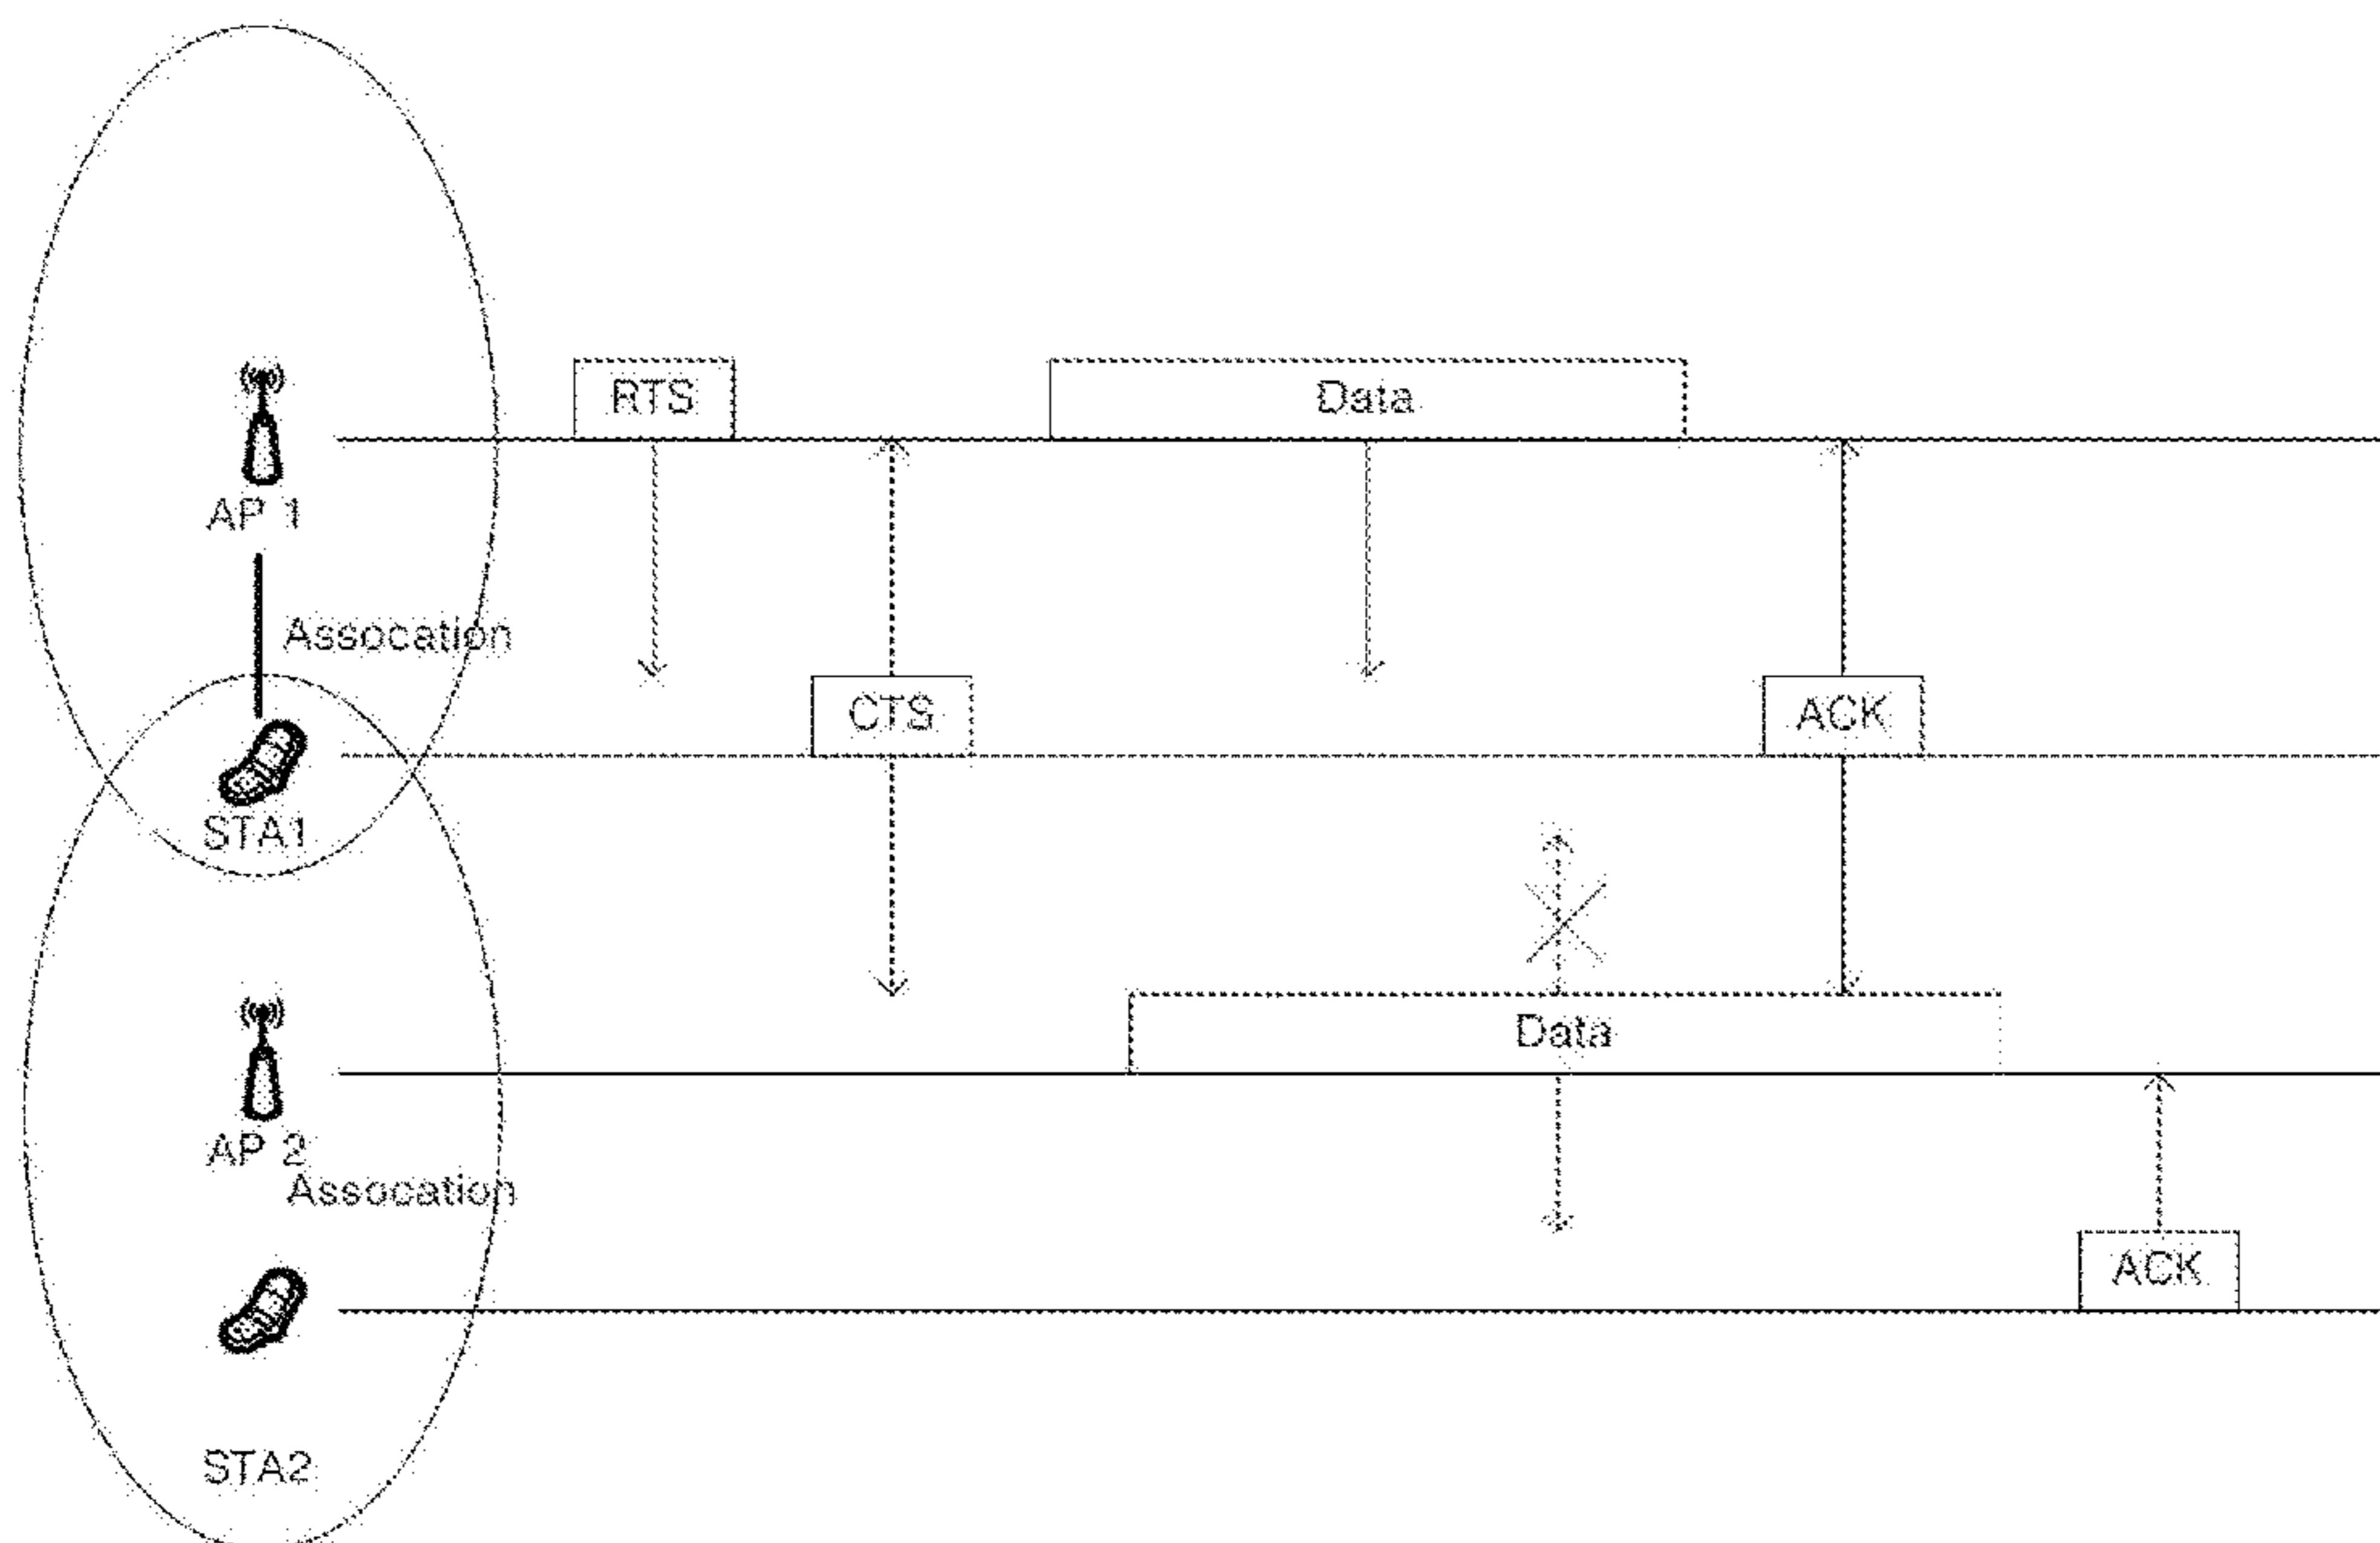 RTS
Data
AP 1
Assocation
CTS
ACK
STA1
Data
AP 2
Assocation
ACK
STA2